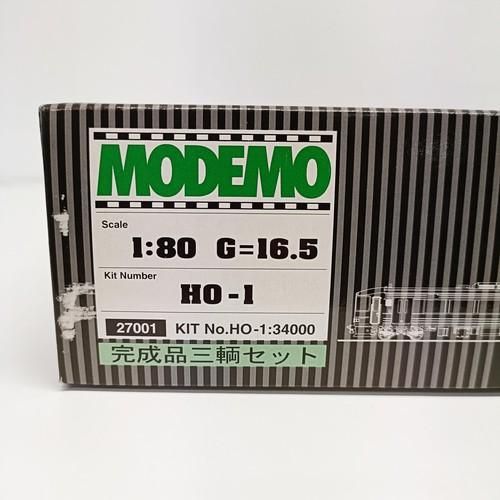 MODEMO
Scale
1:80 G=16.5
Kit Number
HO-1
27001 KIT No.HO-1:34000
完成品三輌セット